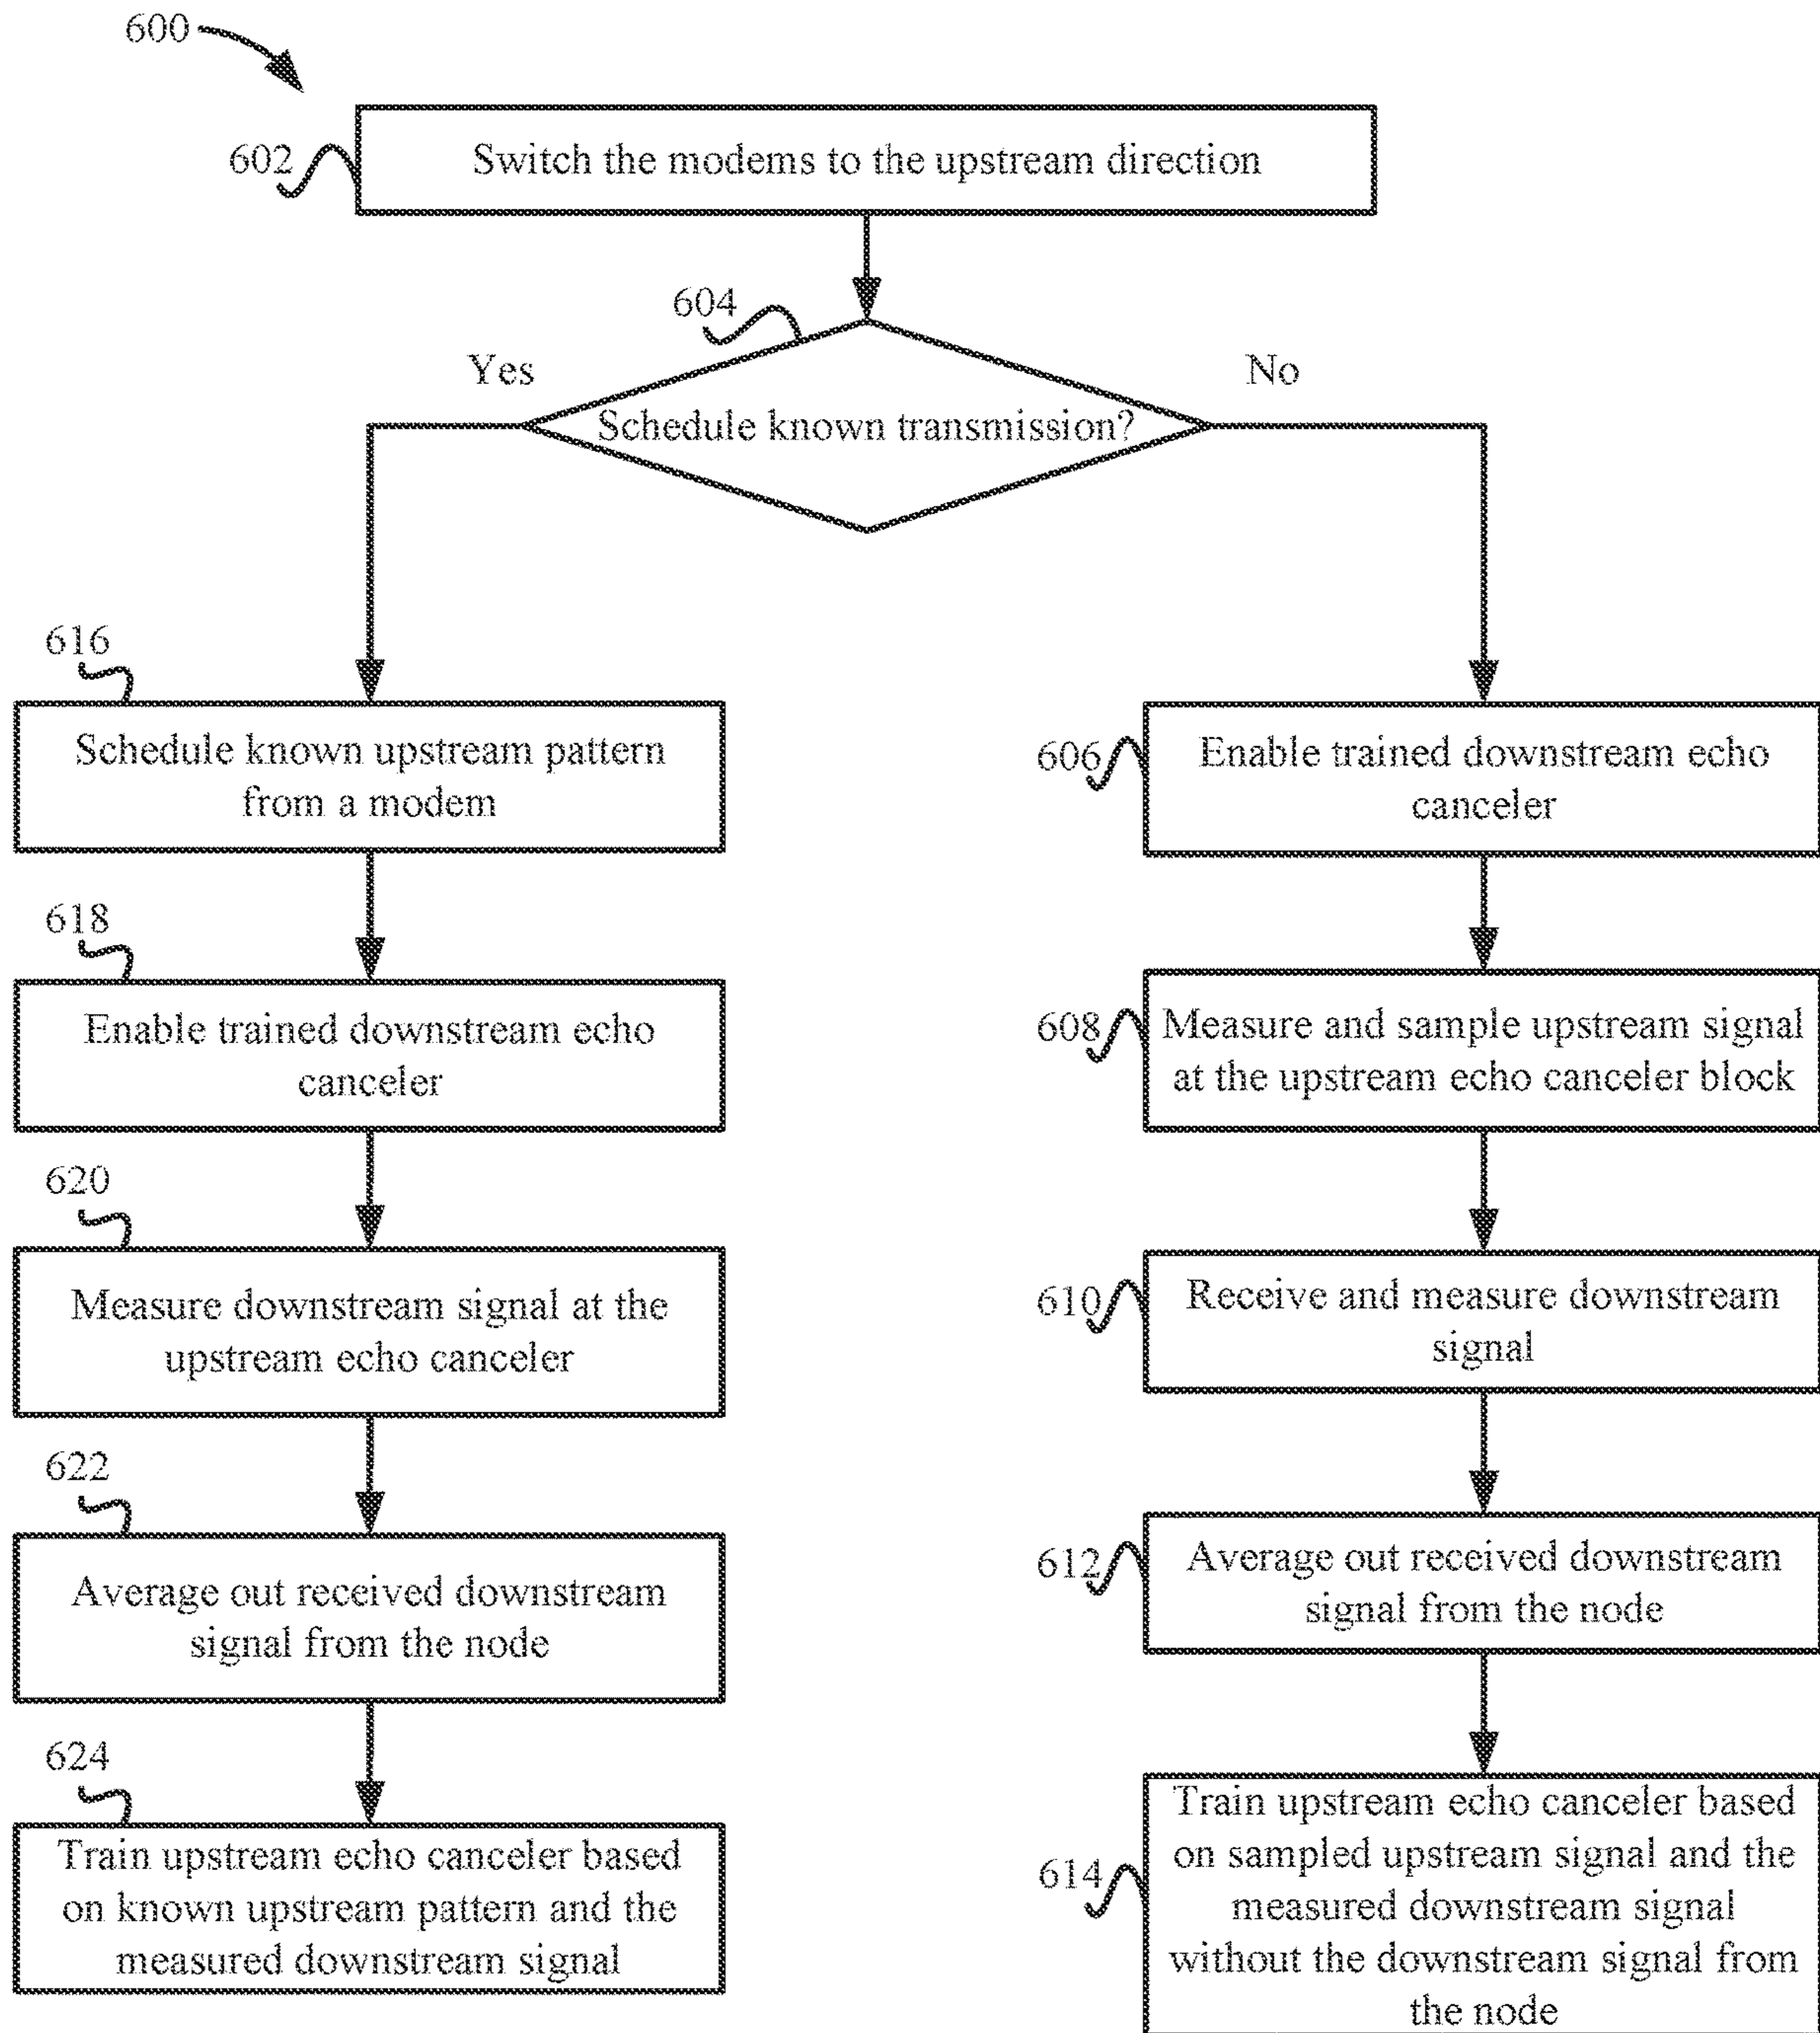 600
602
Switch the modems to the upstream direction
604
Yes
No
Schedule known transmission?
616
Schedule known upstream pattern
from a modem
618
Enable trained downstream echo
canceler
620
Measure downstream signal at the
upstream echo canceler
622
Average out received downstream
signal from the node
624
Train upstream echo canceler based
on known upstream pattern and the
measured downstream signal
606
Enable trained downstream echo
canceler
608
Measure and sample upstream signal
at the upstream echo canceler block
610
Receive and measure downstream
signal
612
Average out received downstream
signal from the node
614
Train upstream echo canceler based
on sampled upstream signal and the
measured downstream signal
without the downstream signal from
the node